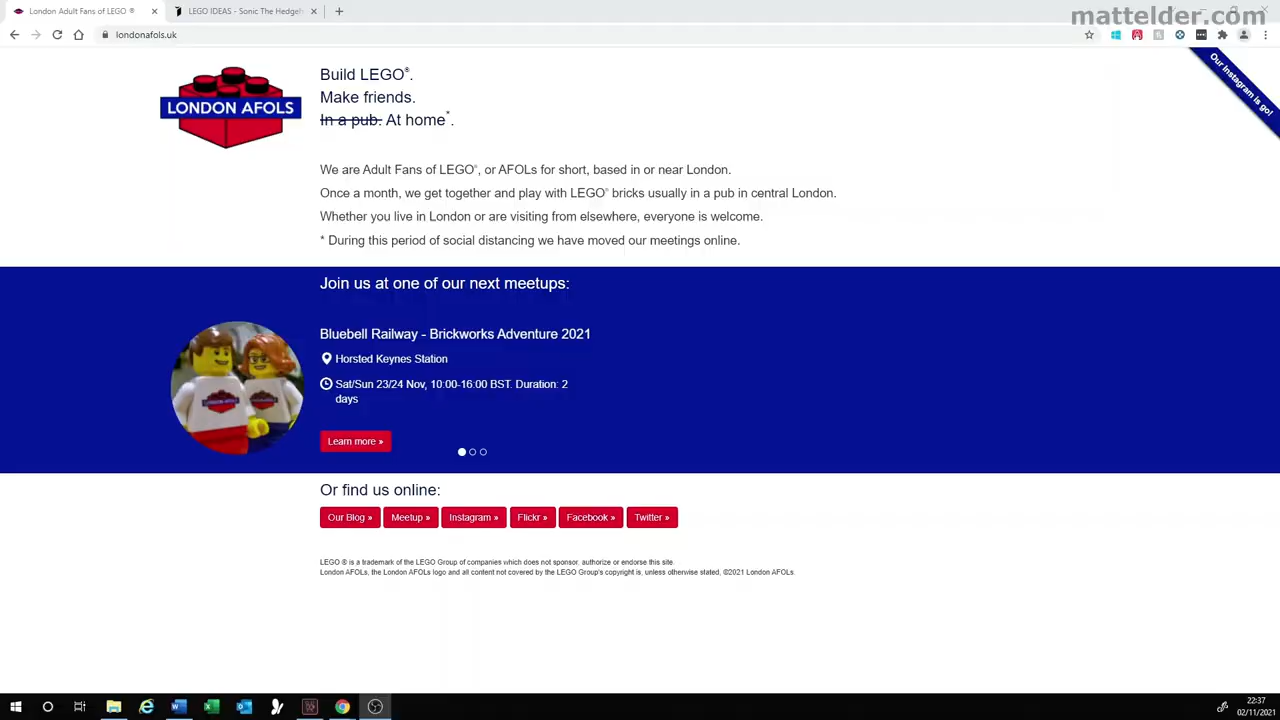 London Adult Fans of LEGO ®
LEGO IDEAS - Sonic The Hedgeh
mattelder.com
londonafols.uk
Our Instagram is go!
LONDON AFOLS
Build LEGO®.
Make friends.
In a pub. At home*.
We are Adult Fans of LEGO®, or AFOLs for short, based in or near London.
Once a month, we get together and play with LEGO® bricks usually in a pub in central London.
Whether you live in London or are visiting from elsewhere, everyone is welcome.
* During this period of social distancing we have moved our meetings online.
Join us at one of our next meetups:
Bluebell Railway - Brickworks Adventure 2021
Horsted Keynes Station
Sat/Sun 23/24 Nov, 10:00-16:00 BST. Duration: 2
days
Learn more »
Or find us online:
Our Blog »
Meetup »
Instagram »
Flickr »
Facebook »
Twitter »
LEGO ® is a trademark of the LEGO Group of companies which does not sponsor, authorize or endorse this site.
London AFOLs, the London AFOLs logo and all content not covered by the LEGO Group's copyright is, unless otherwise stated, ©2021 London AFOLs.
22:37
02/11/2021